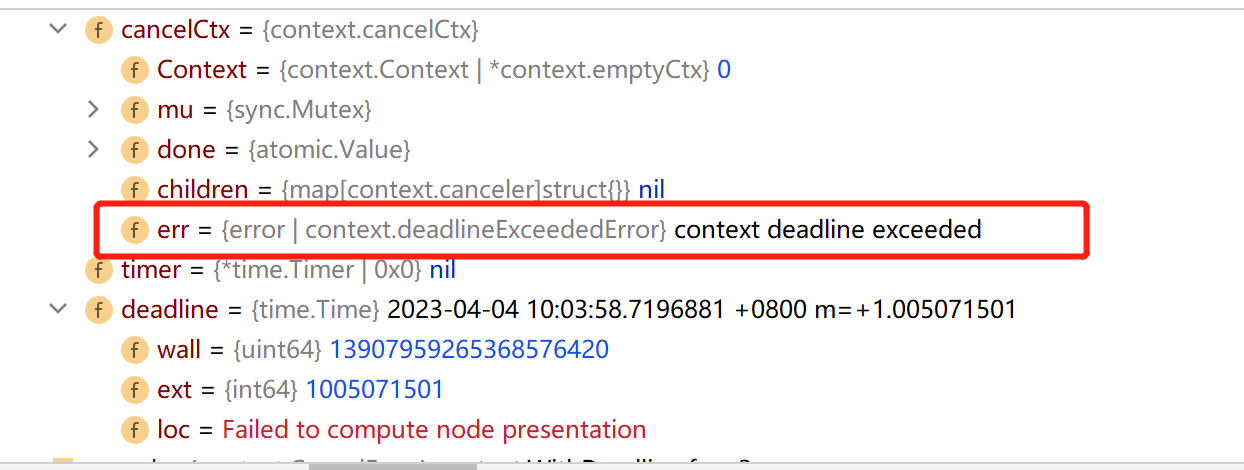 f cancelCtx = {context.cancelCtx}
f Context = {context.Context | *context.emptyCtx} 0
f mu = {sync.Mutex}
f done = {atomic.Value}
f children = {map[context.canceler]struct{}} nil
f err = {error | context.deadlineExceededError} context deadline exceeded
f timer = {*time.Timer | 0x0} nil
f deadline = {time.Time} 2023-04-04 10:03:58.7196881 +0800 m=+1.005071501
f wall = {uint64} 13907959265368576420
f ext = {int64} 1005071501
f loc = Failed to compute node presentation